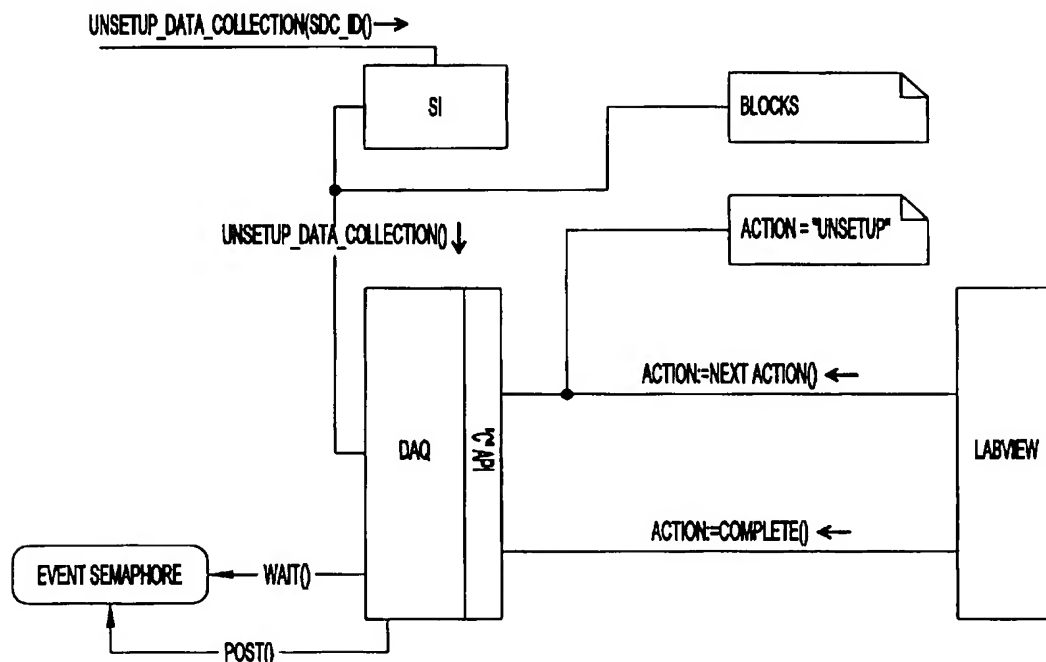 UNSETUP_DATA_COLLECTION(SDC_ID() →
SI
BLOCKS
UNSETUP_DATA_COLLECTION() ↓
ACTION = "UNSETUP"
ACTION:=NEXT ACTION() ←
DAQ
"C" API
LABVIEW
ACTION:=COMPLETE() ←
EVENT SEMAPHORE
WAIT()
POST()